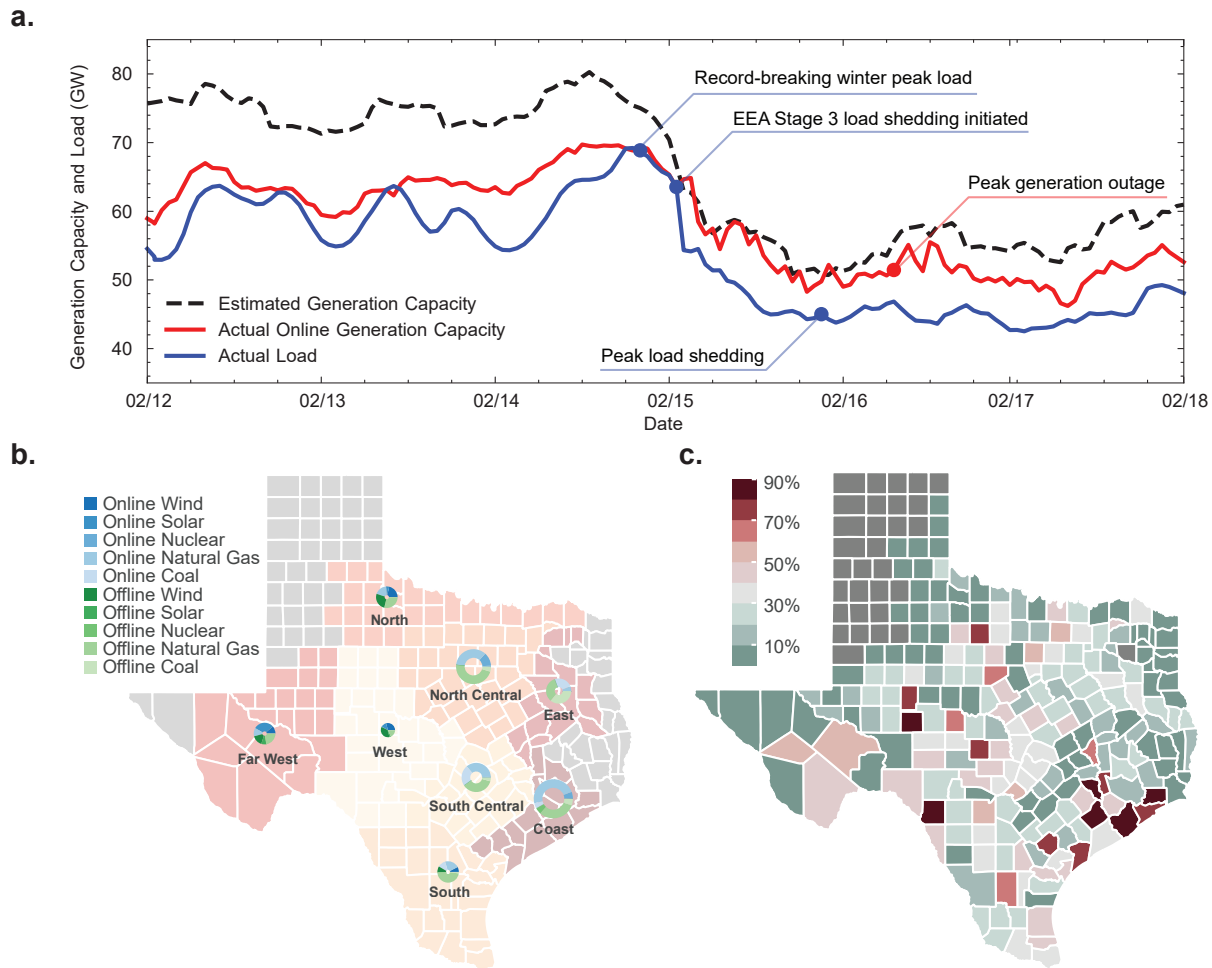 a.
Generation Capacity and Load (GW)
80
70
60
50
40
Record-breaking winter peak load
EEA Stage 3 load shedding initiated
Peak generation outage
Estimated Generation Capacity
Actual Online Generation Capacity
Actual Load
Peak load shedding
02/12
02/13
02/14
02/15
02/16
02/17
02/18
Date
b.
Online Wind
Online Solar
Online Nuclear
Online Natural Gas
Online Coal
Offline Wind
Offline Solar
Offline Nuclear
Offline Natural Gas
Offline Coal
North
North Central
East
Far West
West
South Central
Coast
South
c.
90%
70%
50%
30%
10%